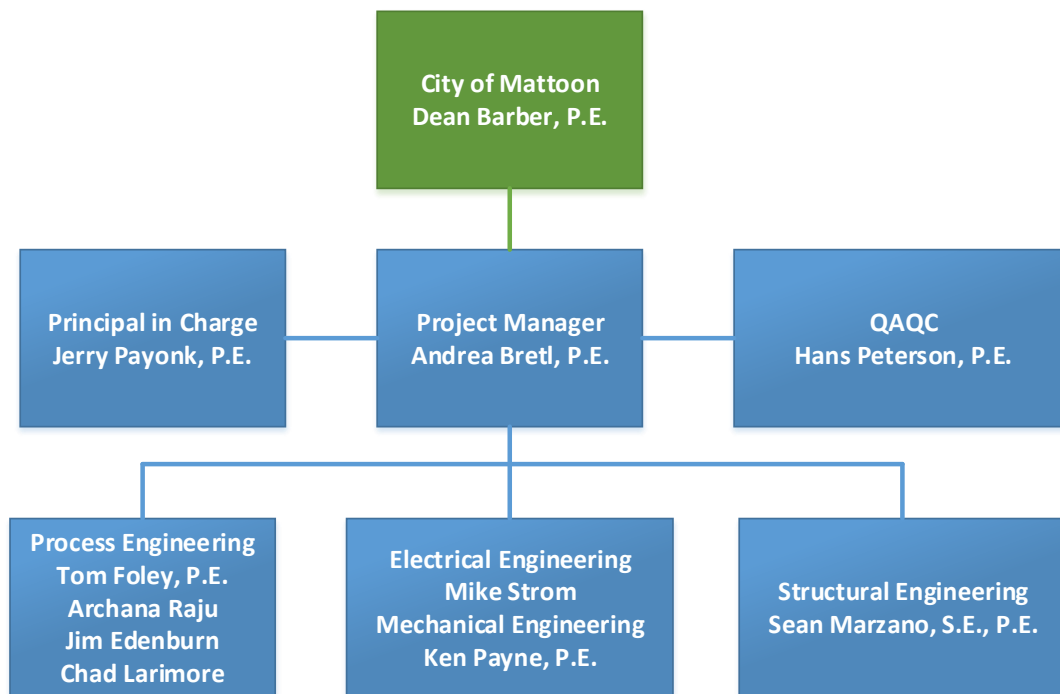 City of Mattoon
Dean Barber, P.E.
Principal in Charge
Jerry Payonk, P.E.
Project Manager
Andrea Bretl, P.E.
QAQC
Hans Peterson, P.E.
Process Engineering
Tom Foley, P.E.
Archana Raju
Jim Edenburn
Chad Larimore
Electrical Engineering
Mike Strom
Mechanical Engineering
Ken Payne, P.E.
Structural Engineering
Sean Marzano, S.E., P.E.